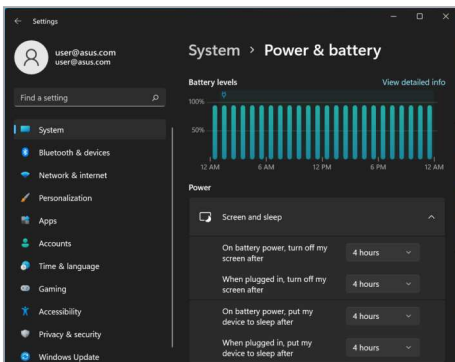 Settings
user@asus.com
user@asus.com
Find a setting
System
Bluetooth & devices
Network & internet
Personalization
Apps
Accounts
Time & language
Gaming
Accessibility
Privacy & security
Windows Update
System > Power & battery
Battery levels
View detailed info
100%
50%
12 AM 6 AM 12 PM 6 PM 12 AM
Power
Screen and sleep
On battery power, turn off my
screen after
4 hours
When plugged in, turn off my
screen after
4 hours
On battery power, put my
device to sleep after
4 hours
When plugged in, put my
device to sleep after
4 hours